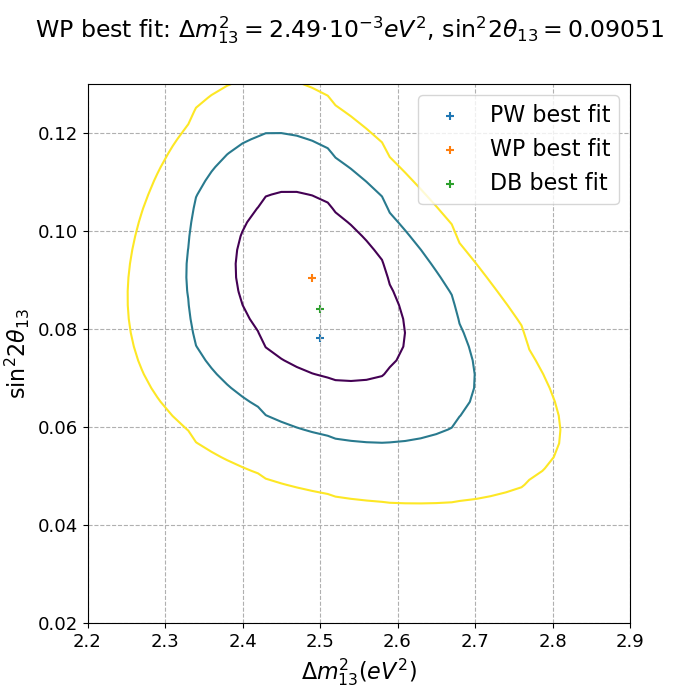 WP best fit: Δm²₁₃ = 2.49·10⁻³eV², sin²2θ₁₃ = 0.09051
PW best fit
WP best fit
DB best fit
0.12
0.10
0.08
0.06
0.04
0.02
sin²2θ₁₃
2.2 2.3 2.4 2.5 2.6 2.7 2.8 2.9
Δm²₁₃(eV²)